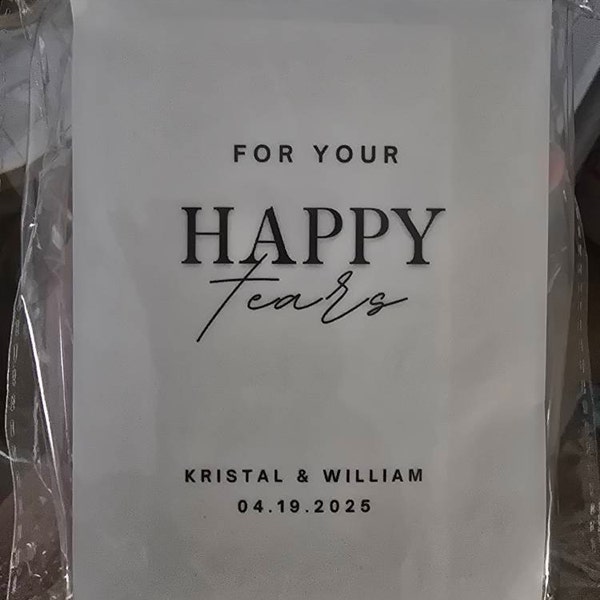 FOR YOUR
HAPPY
tears
KRISTAL & WILLIAM
04.19.2025